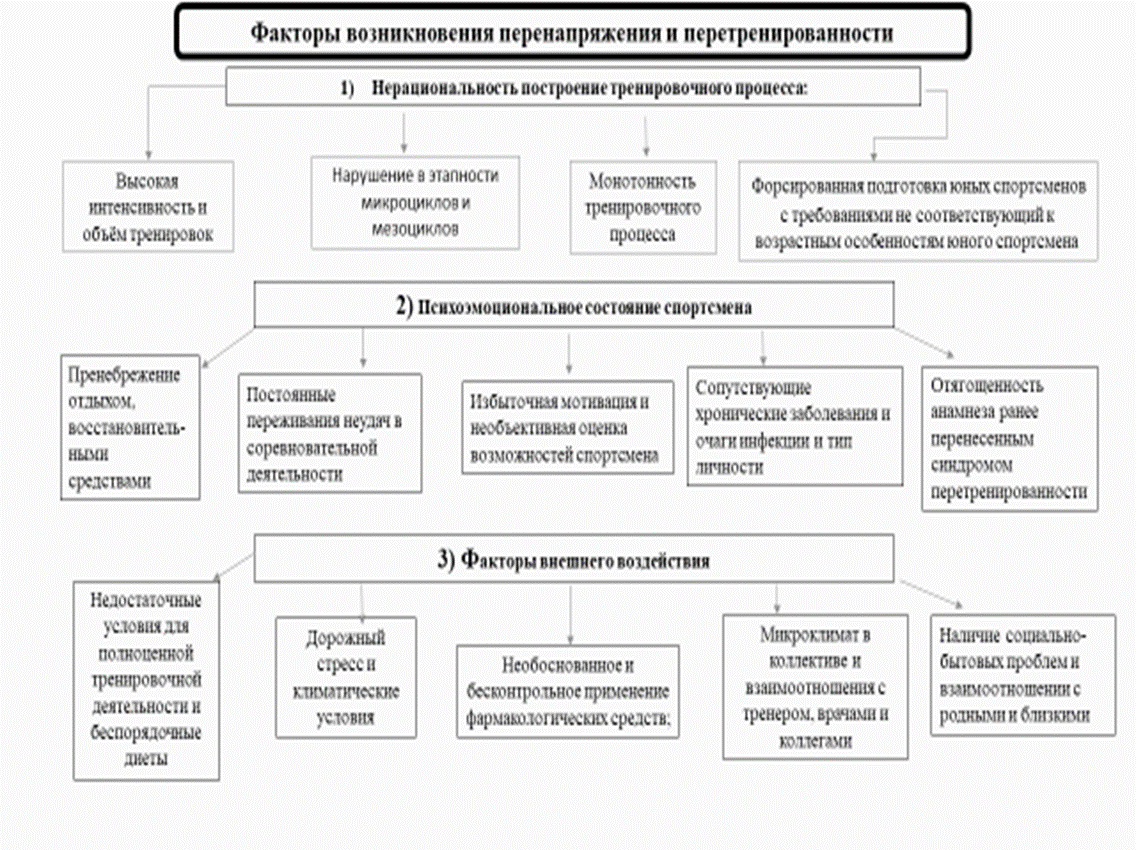 Факторы возникновения перенапряжения и перетренированности
1) Нерациональность построение тренировочного процесса:
Высокая
интенсивность и
объём тренировок
Нарушение в этапности
микроциклов и
мезоциклов
Монотонность
тренировочного
процесса
Форсированная подготовка юных спортсменов
с требованиями не соответствующий к
возрастным особенностям юного спортсмена
2) Психоэмоциональное состояние спортсмена
Пренебрежение
отдыхом,
восстановитель-
ными
средствами
Постоянные
переживания неудач в
соревновательной
деятельности
Избыточная мотивация и
необъективная оценка
возможностей спортсмена
Сопутствующие
хронические заболевания и
очаги инфекции и тип
личности
Отягощенность
анамнеза ранее
перенесенным
синдромом
перетренированности
3) Факторы внешнего воздействия
Недостаточные
условия для
полноценной
тренировочной
деятельности и
беспорядочные
диеты
Дорожный
стресс и
климатические
условия
Необоснованное и
бесконтрольное применение
фармакологических средств;
Микроклимат в
коллективе и
взаимоотношения с
тренером, врачами и
коллегами
Наличие социально-
бытовых проблем и
взаимоотношении с
родными и близкими